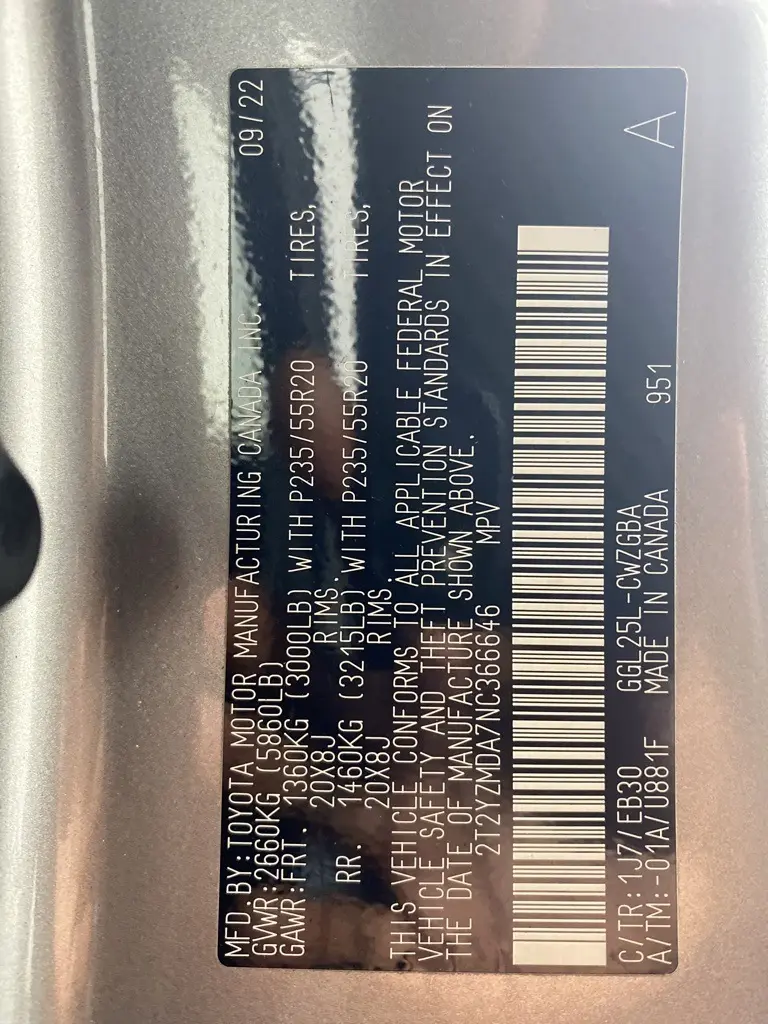 MFD. BY:TOYOTA MOTOR MANUFACTURING CANADA INC. 09/22
GVWR:2660KG (5860LB)
GAWR:FRT. 1360KG (3000LB) WITH P235/55R20 TIRES,
20X8J RIMS.
RR. 1460KG (3215LB) WITH P235/55R20 TIRES,
20X8J RIMS.
THIS VEHICLE CONFORMS TO ALL APPLICABLE FEDERAL MOTOR
VEHICLE SAFETY AND THEFT PREVENTION STANDARDS IN EFFECT ON
THE DATE OF MANUFACTURE SHOWN ABOVE.
2T2YZMDA7NC366646 MPV
C/TR:1J7/EB30 GGL25L-CWZGBA A
A/TM:-01A/U881F MADE IN CANADA 951